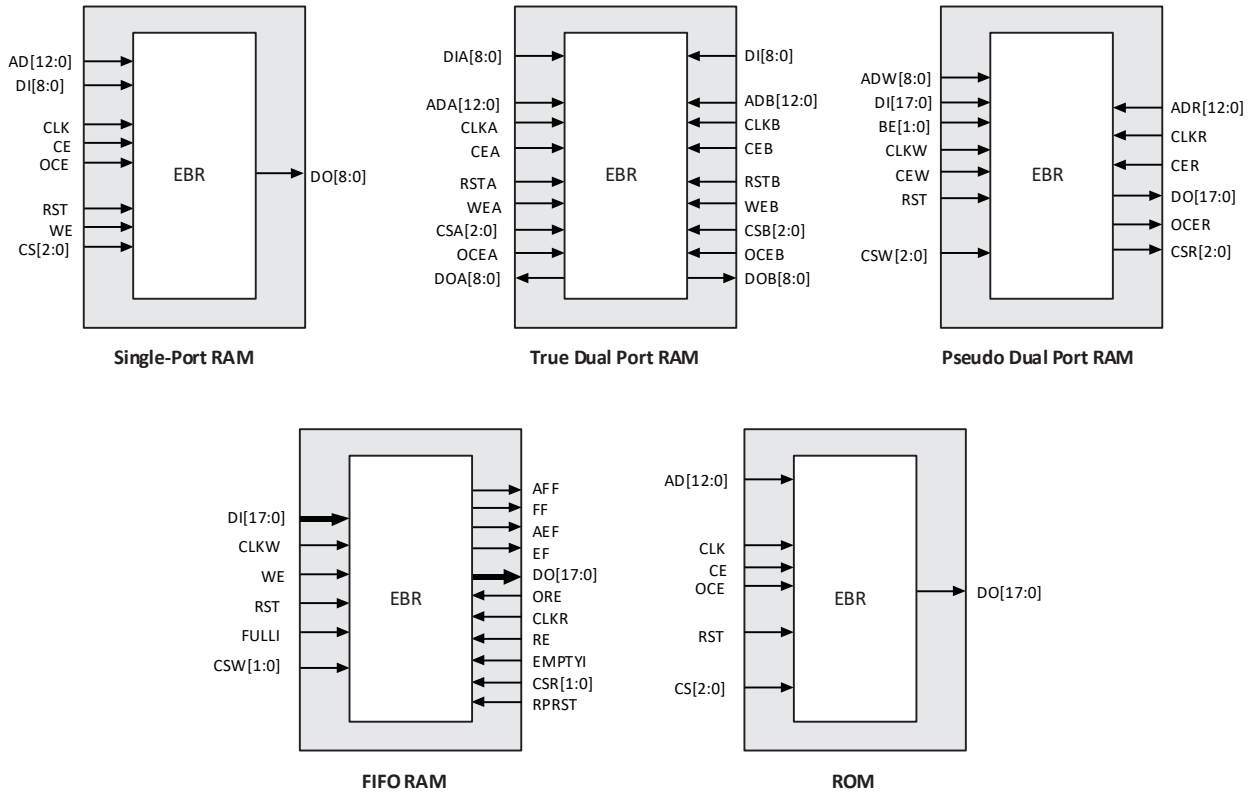 AD[12:0]
DI[8:0]
CLK
CE
OCE
RST
WE
CS[2:0]
EBR
DO[8:0]
Single-Port RAM
DIA[8:0]
ADA[12:0]
CLKA
CEA
RSTA
WEA
CSA[2:0]
OCEA
DOA[8:0]
EBR
DI[8:0]
ADB[12:0]
CLKB
CEB
RSTB
WEB
CSB[2:0]
OCEB
DOB[8:0]
True Dual Port RAM
ADW[8:0]
DI[17:0]
BE[1:0]
CLKW
CEW
RST
CSW[2:0]
EBR
ADR[12:0]
CLKR
CER
DO[17:0]
OCER
CSR[2:0]
Pseudo Dual Port RAM
DI[17:0]
CLKW
WE
RST
FULLI
CSW[1:0]
EBR
AFF
FF
AEF
EF
DO[17:0]
ORE
CLKR
RE
EMPTYI
CSR[1:0]
RPRST
FIFO RAM
AD[12:0]
CLK
CE
OCE
RST
CS[2:0]
EBR
DO[17:0]
ROM